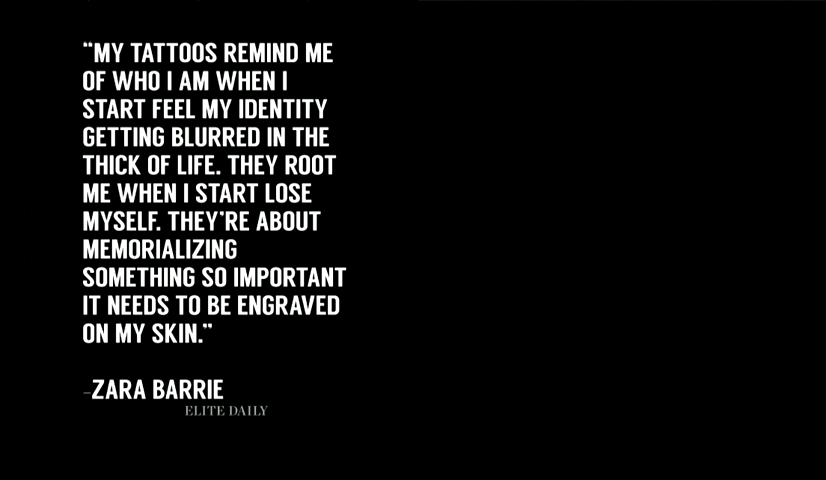 “MY TATTOOS REMIND ME
OF WHO I AM WHEN I
START FEEL MY IDENTITY
GETTING BLURRED IN THE
THICK OF LIFE. THEY ROOT
ME WHEN I START LOSE
MYSELF. THEY’RE ABOUT
MEMORIALIZING
SOMETHING SO IMPORTANT
IT NEEDS TO BE ENGRAVED
ON MY SKIN.”
–ZARA BARRIE
ELITE DAILY